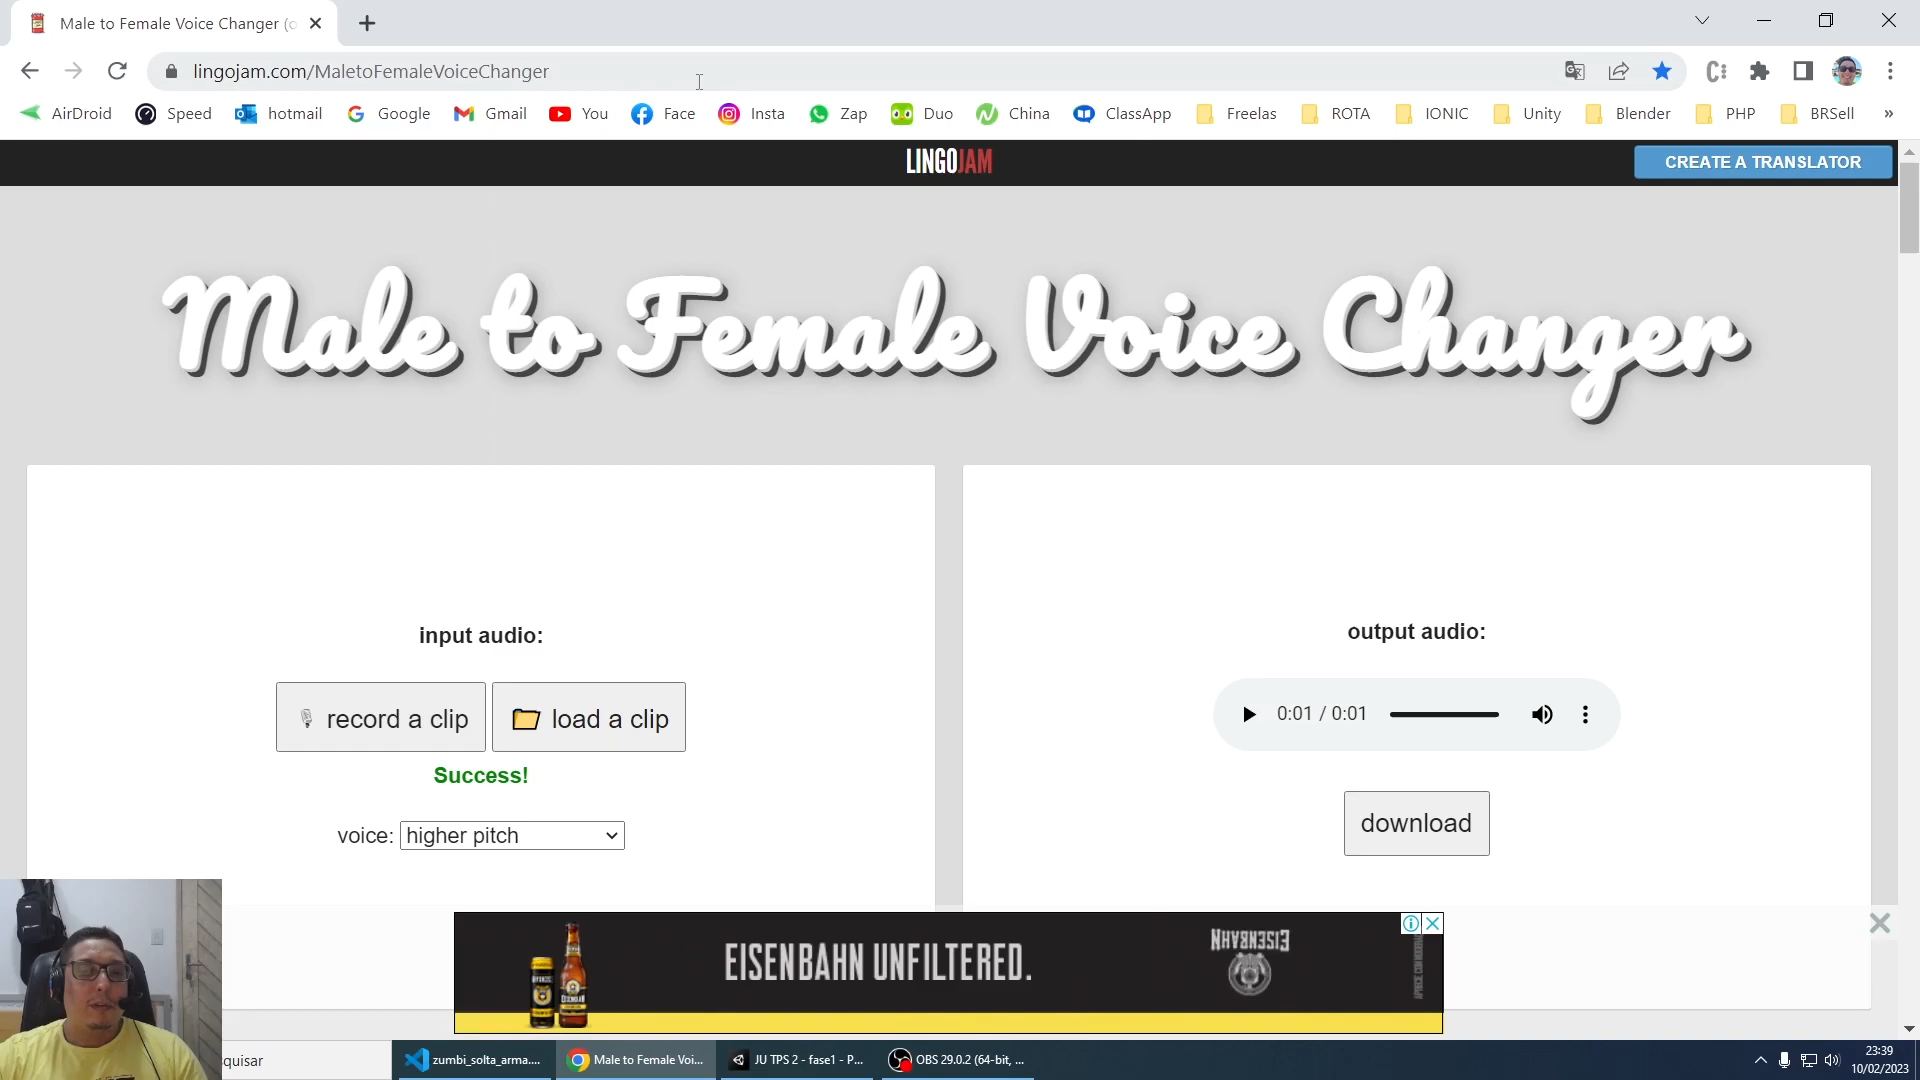 Male to Female Voice Changer (o
lingojam.com/MaletoFemaleVoiceChanger
AirDroid Speed hotmail Google Gmail You Face Insta Zap Duo China ClassApp Freelas ROTA IONIC Unity Blender PHP BRSell »
LINGOJAM
CREATE A TRANSLATOR
Male to Female Voice Changer
input audio:
record a clip
load a clip
Success!
voice: higher pitch
output audio:
0:01 / 0:01
download
EISENBAHN UNFILTERED.
EISENBAHN
quisar
zumbi_solta_arma....
Male to Female Voi...
JU TPS 2 - fase1 - P...
OBS 29.0.2 (64-bit, ...
23:39
10/02/2023